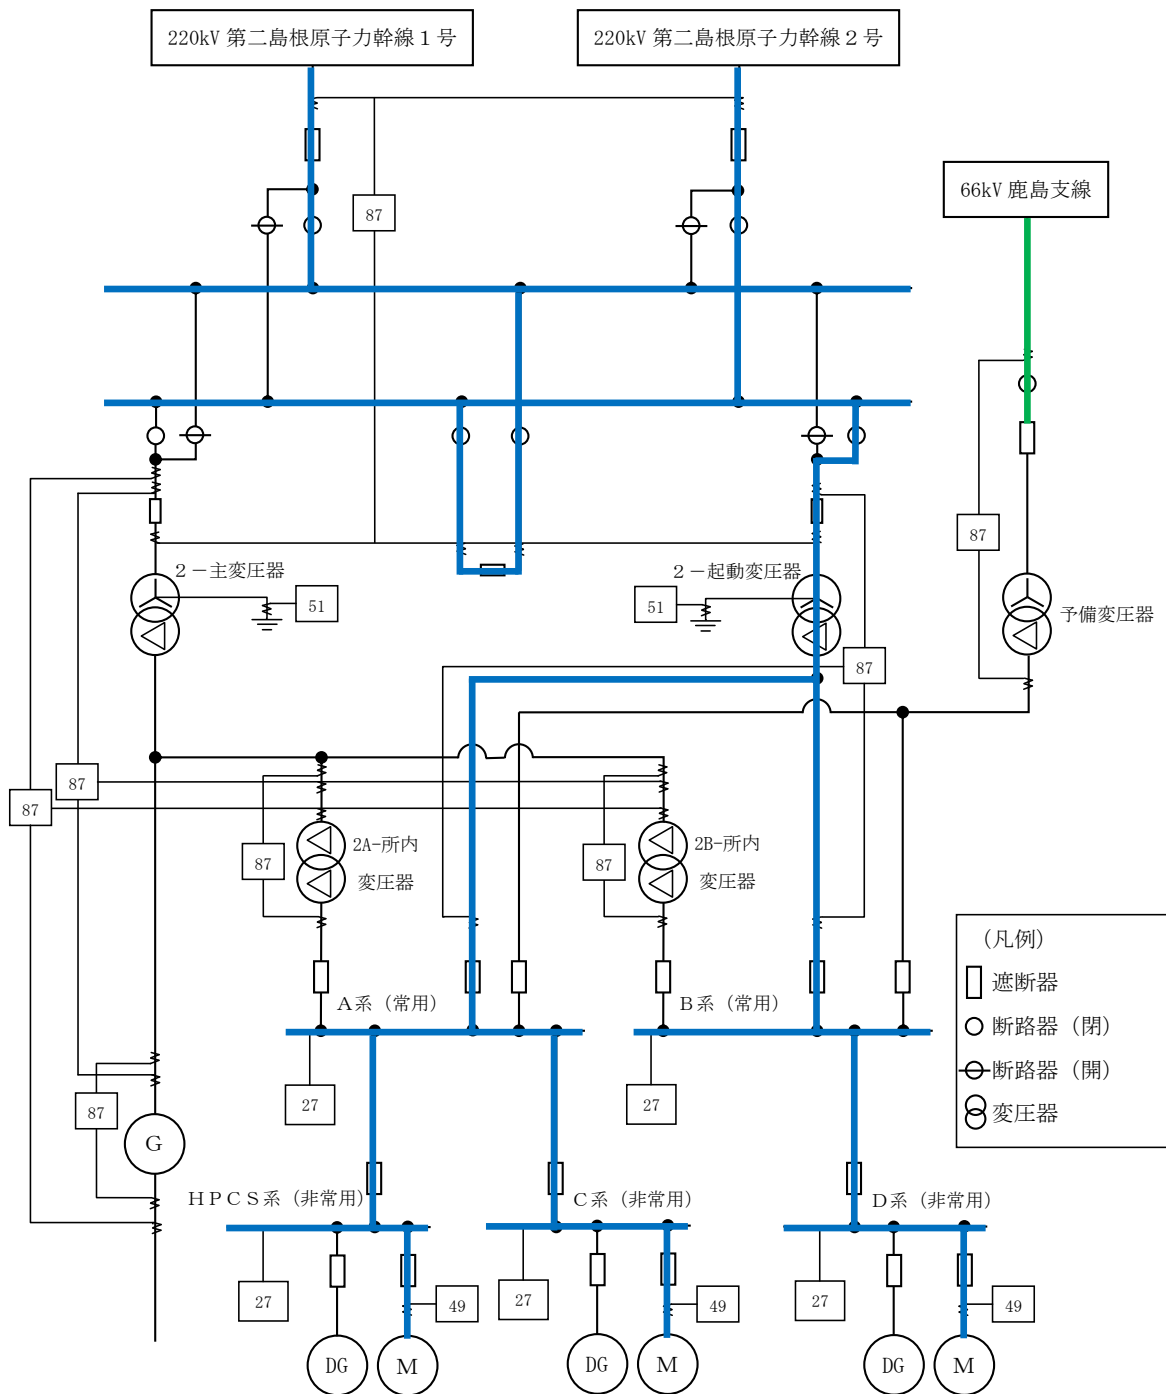 220kV 第二島根原子力幹線１号
220kV 第二島根原子力幹線２号
66kV 鹿島支線
87
87
２－主変圧器
51
２－起動変圧器
51
予備変圧器
87
87
87
87
2A-所内
変圧器
87
2B-所内
変圧器
(凡例)
遮断器
断路器（閉）
断路器（開）
変圧器
Ａ系（常用）
Ｂ系（常用）
27
27
87
G
ＨＰＣＳ系（非常用）
Ｃ系（非常用）
Ｄ系（非常用）
27
49
27
49
27
49
DG
M
DG
M
DG
M